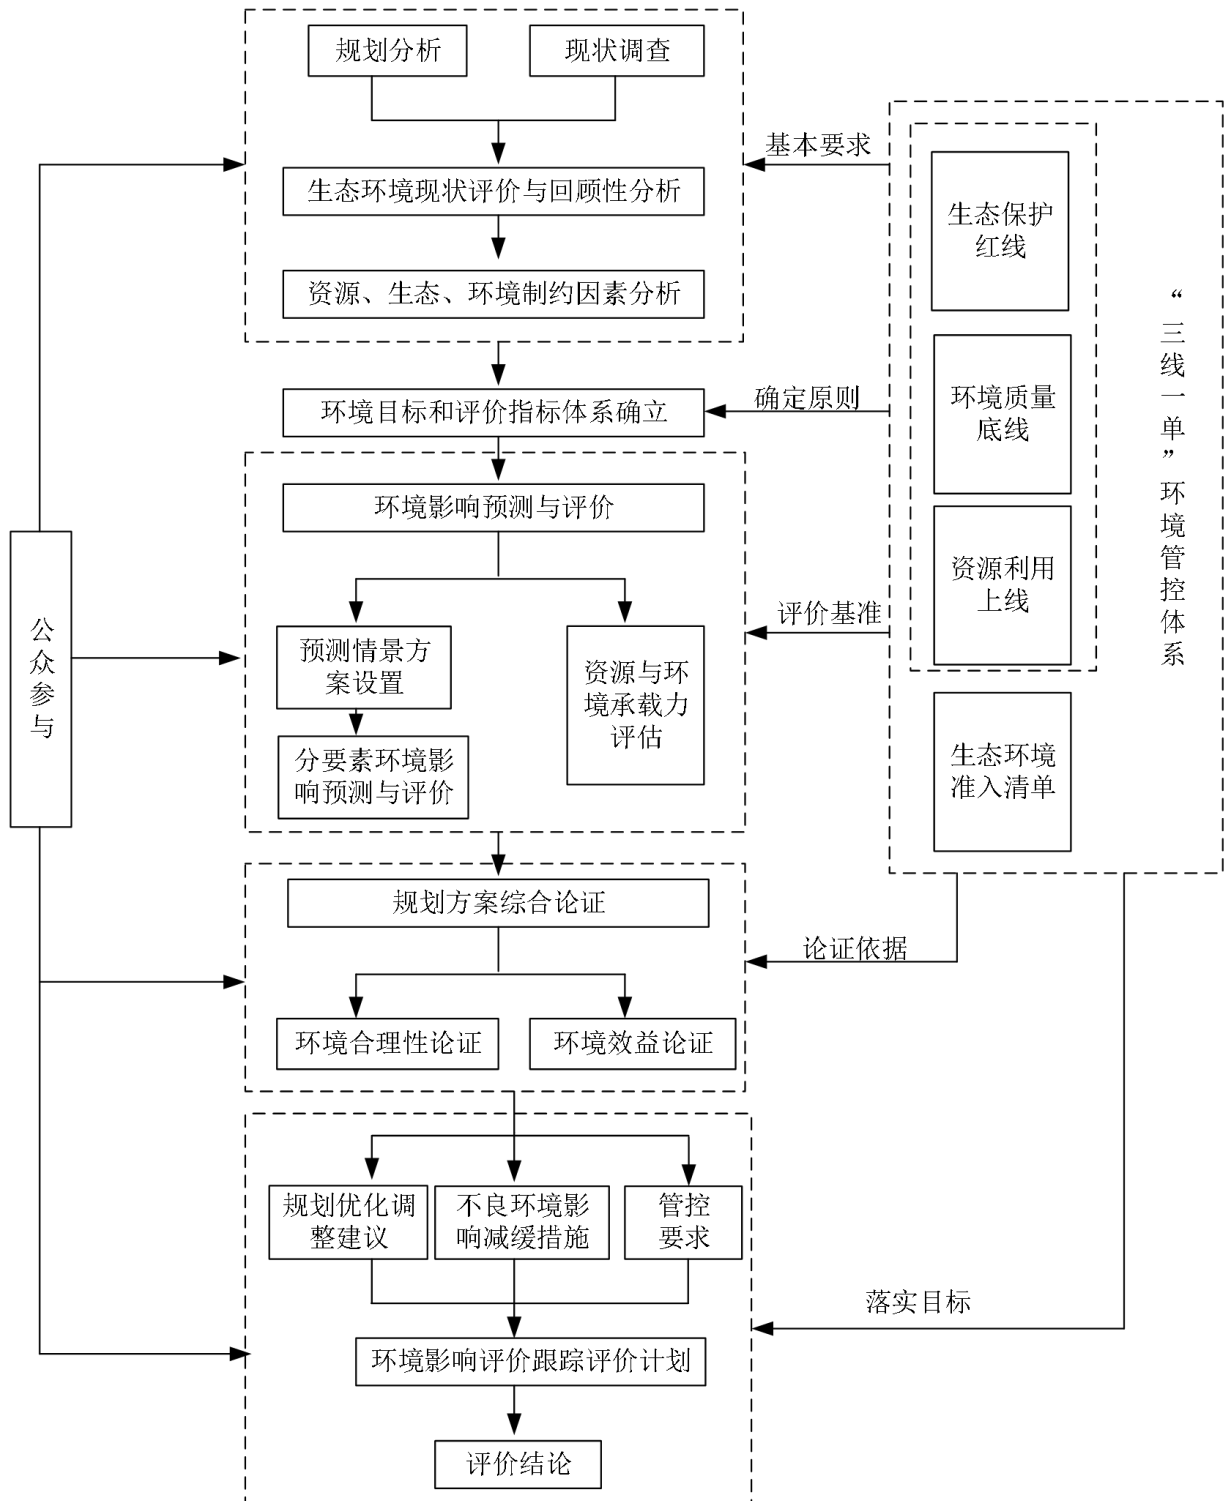 规划分析
现状调查
生态环境现状评价与回顾性分析
资源、生态、环境制约因素分析
环境目标和评价指标体系确立
环境影响预测与评价
预测情景方
案设置
分要素环境影
响预测与评价
资源与环
境承载力
评估
规划方案综合论证
环境合理性论证
环境效益论证
规划优化调
整建议
不良环境影
响减缓措施
管控
要求
环境影响评价跟踪评价计划
评价结论
公众参与
基本要求
确定原则
评价基准
论证依据
落实目标
生态保护
红线
环境质量
底线
资源利用
上线
生态环境
准入清单
“三线一单”环境管控体系